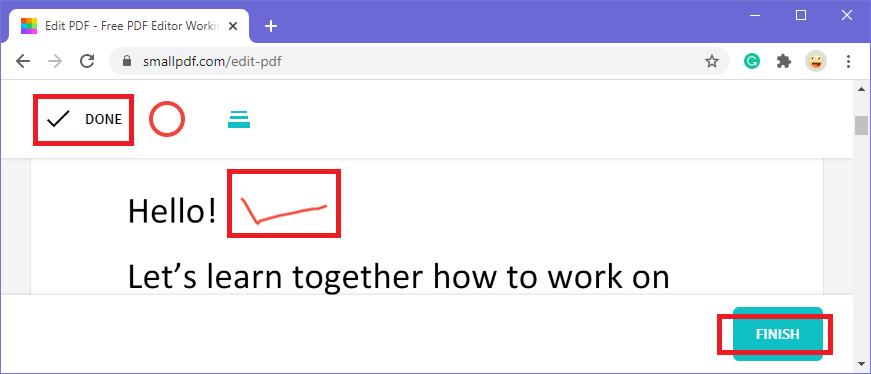 Edit PDF - Free PDF Editor Workin
smallpdf.com/edit-pdf
DONE
Hello!
Let’s learn together how to work on
FINISH